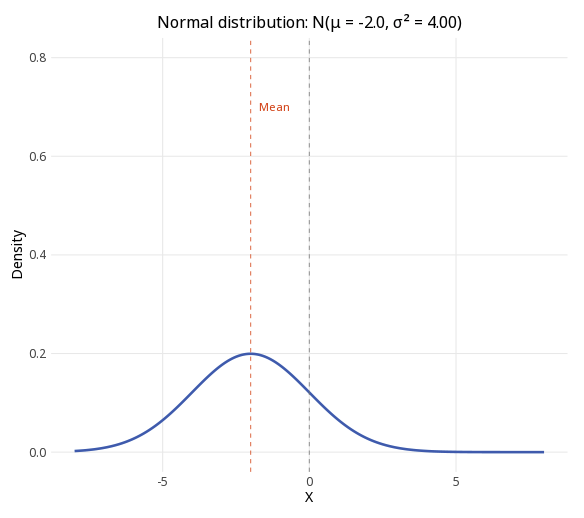 Normal distribution: N(μ = -2.0, σ² = 4.00)
0.8
Mean
0.6
0.4
Density
0.2
0.0
-5
0
5
X